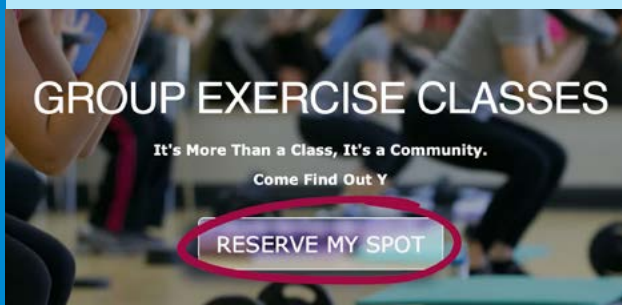 GROUP EXERCISE CLASSES
It's More Than a Class, It's a Community.
Come Find Out Y
RESERVE MY SPOT